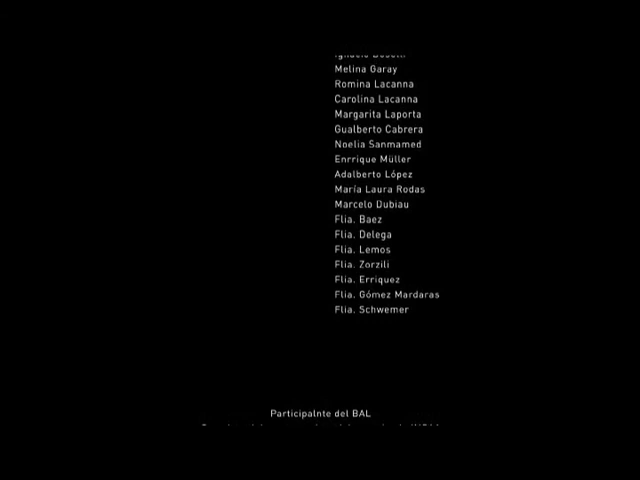 Melina Garay
Romina Lacanna
Carolina Lacanna
Margarita Laporta
Gualberto Cabrera
Noelia Sanmamed
Enrrique Müller
Adalberto López
María Laura Rodas
Marcelo Dubiau
Flia. Baez
Flia. Delega
Flia. Lemos
Flia. Zorzili
Flia. Erriquez
Flia. Gómez Mardaras
Flia. Schwemer
Participalnte del BAL